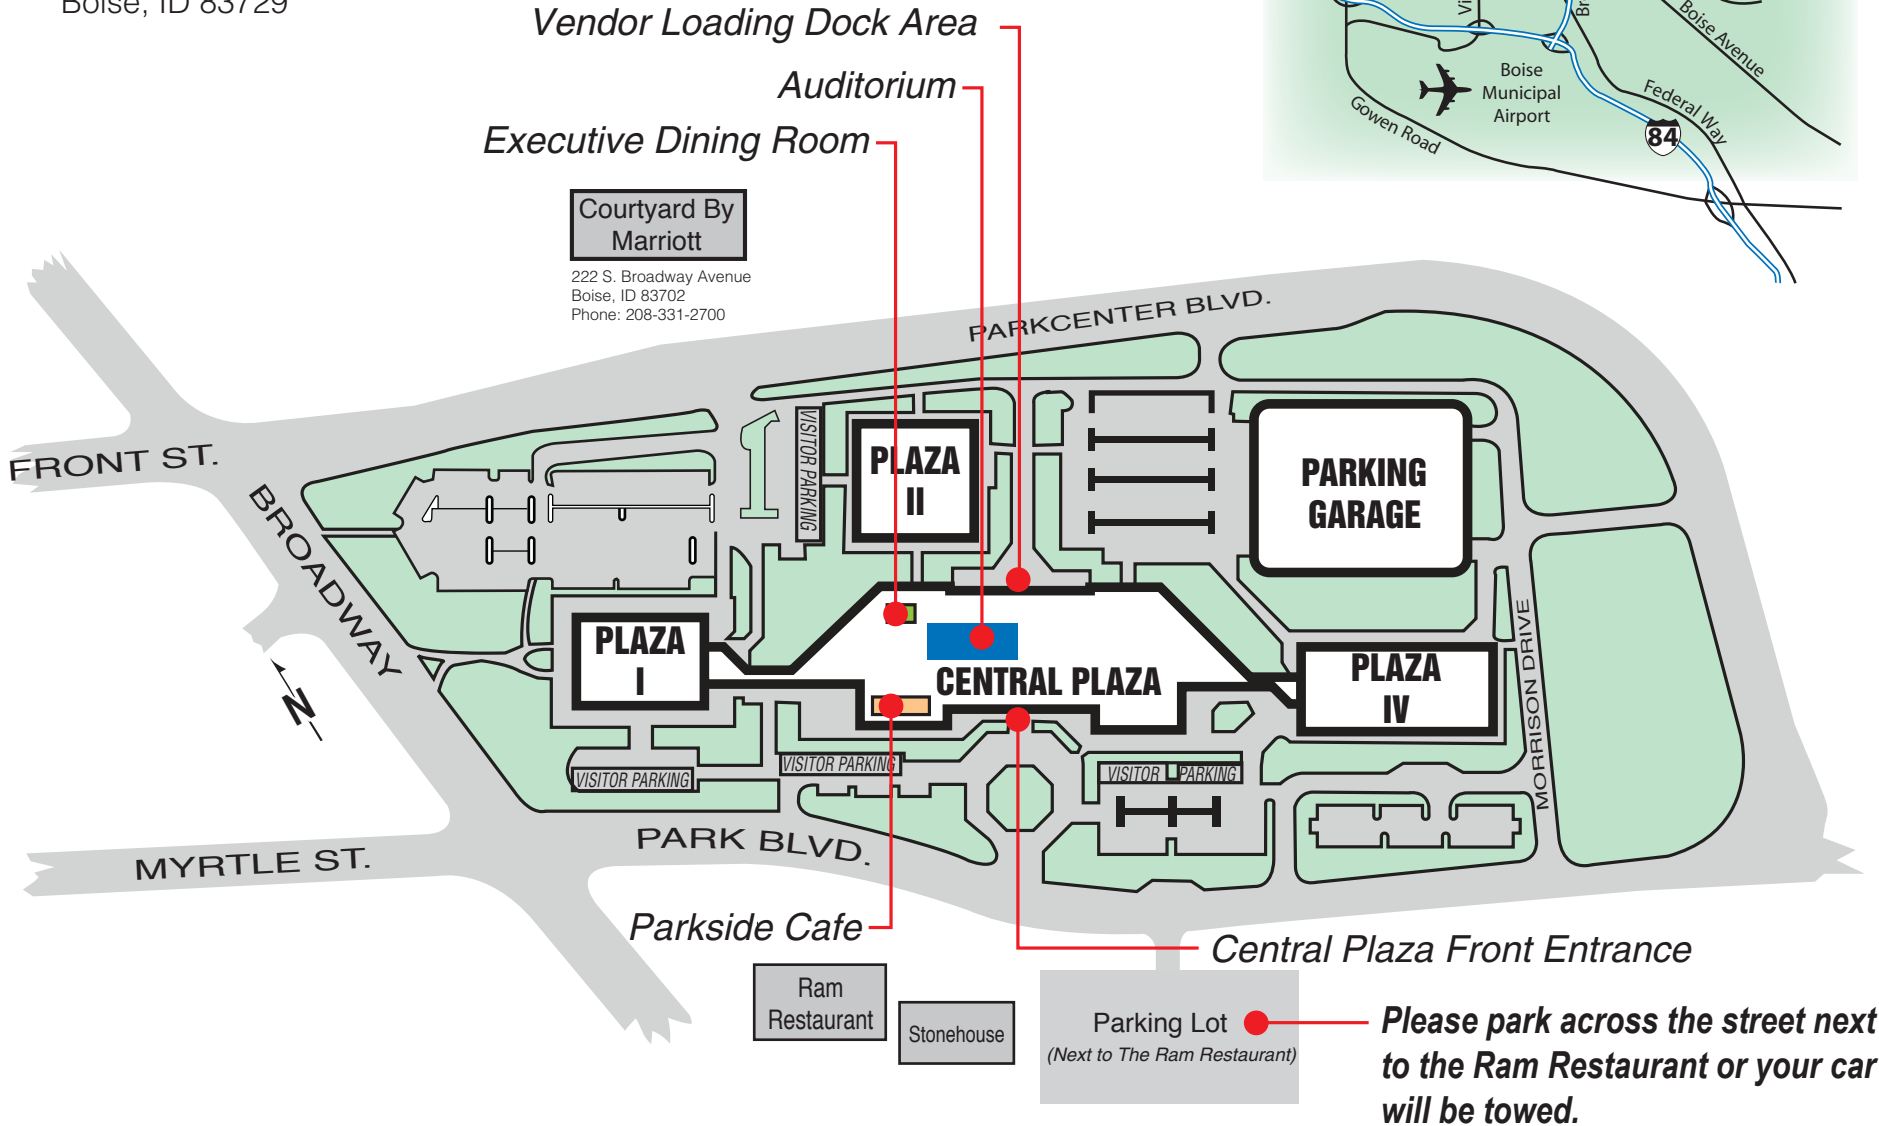 Boise, ID 83729
Vendor Loading Dock Area
Auditorium
Executive Dining Room
Courtyard By
Marriott
222 S. Broadway Avenue
Boise, ID 83702
Phone: 208-331-2700
Vi
Br
Boise Avenue
Boise
Municipal
Airport
Federal Way
Gowen Road
84
PARKCENTER BLVD.
FRONT ST.
BROADWAY
VISITOR PARKING
PLAZA
II
PARKING
GARAGE
PLAZA
I
CENTRAL PLAZA
PLAZA
IV
MORRISON DRIVE
N
VISITOR PARKING
VISITOR PARKING
VISITOR PARKING
PARK BLVD.
MYRTLE ST.
Parkside Cafe
Central Plaza Front Entrance
Ram
Restaurant
Stonehouse
Parking Lot
(Next to The Ram Restaurant)
Please park across the street next
to the Ram Restaurant or your car
will be towed.